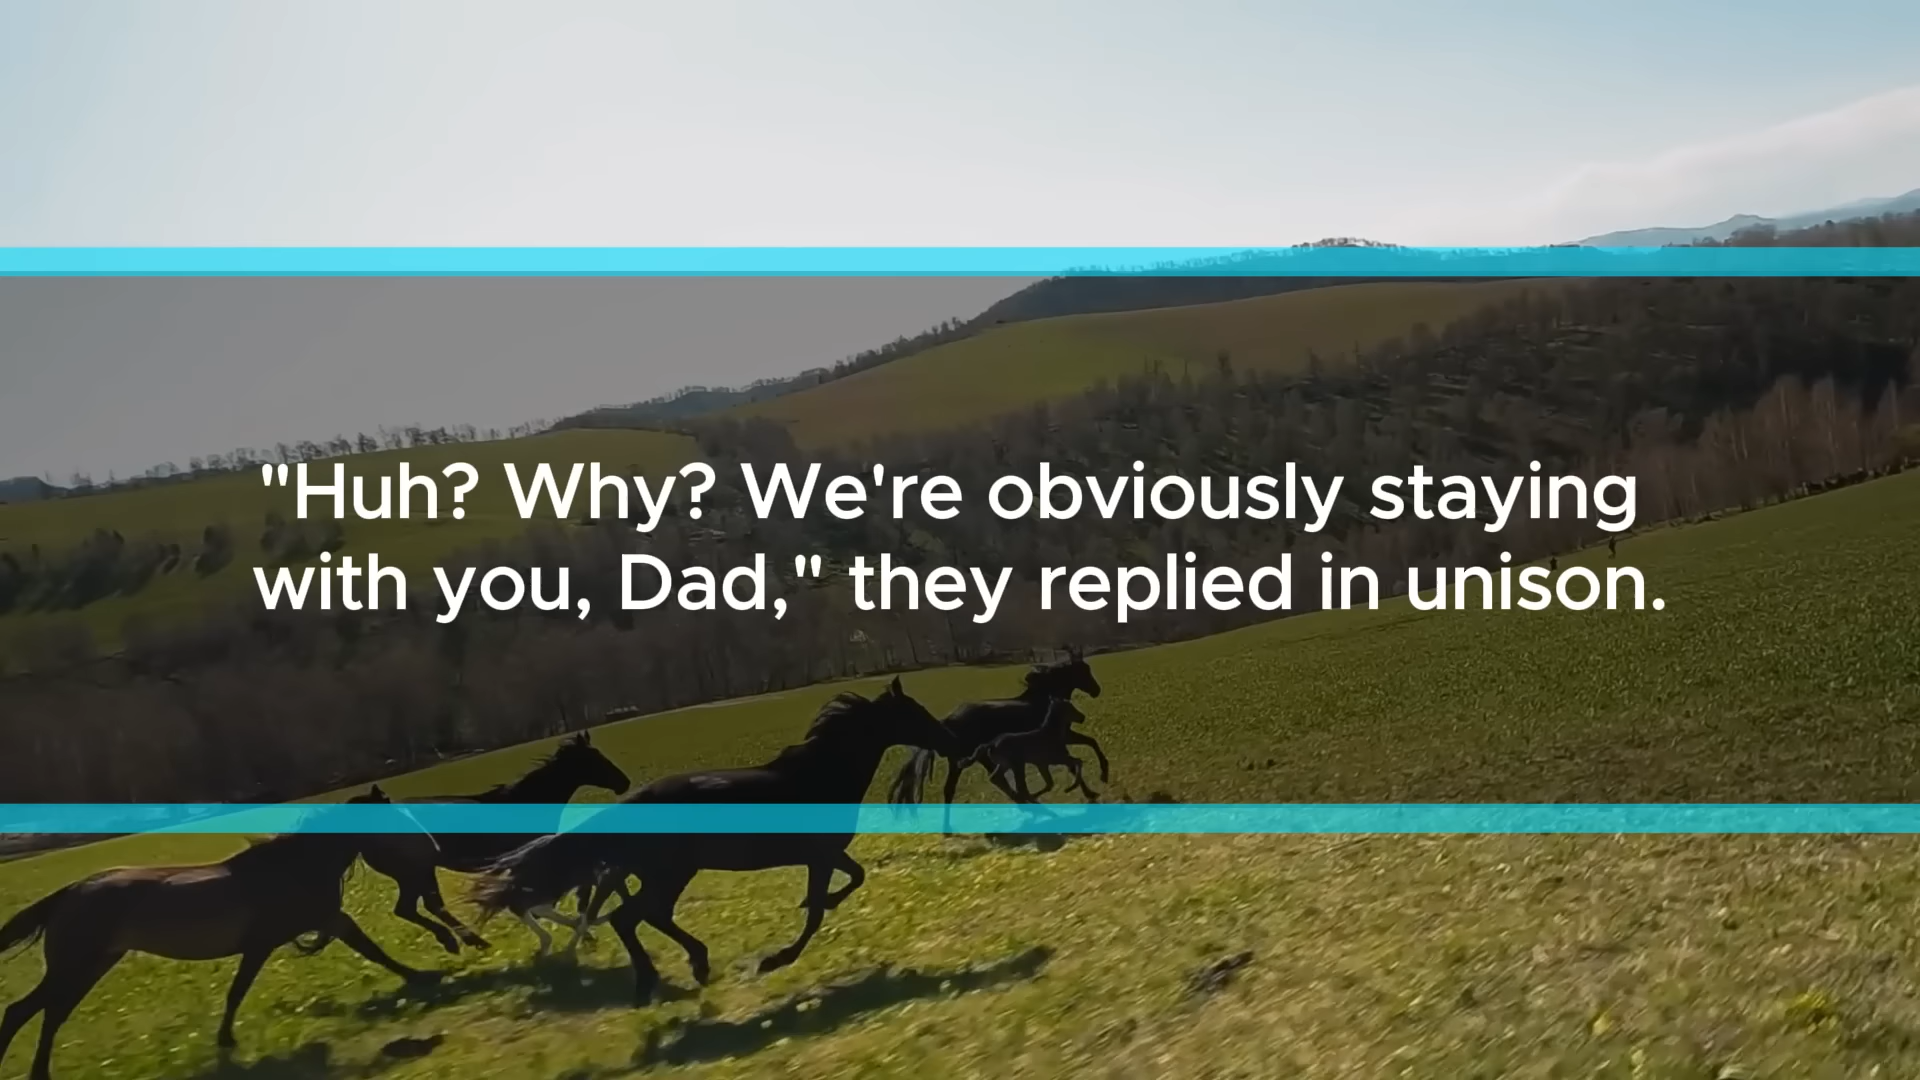 "Huh? Why? We're obviously staying
with you, Dad," they replied in unison.